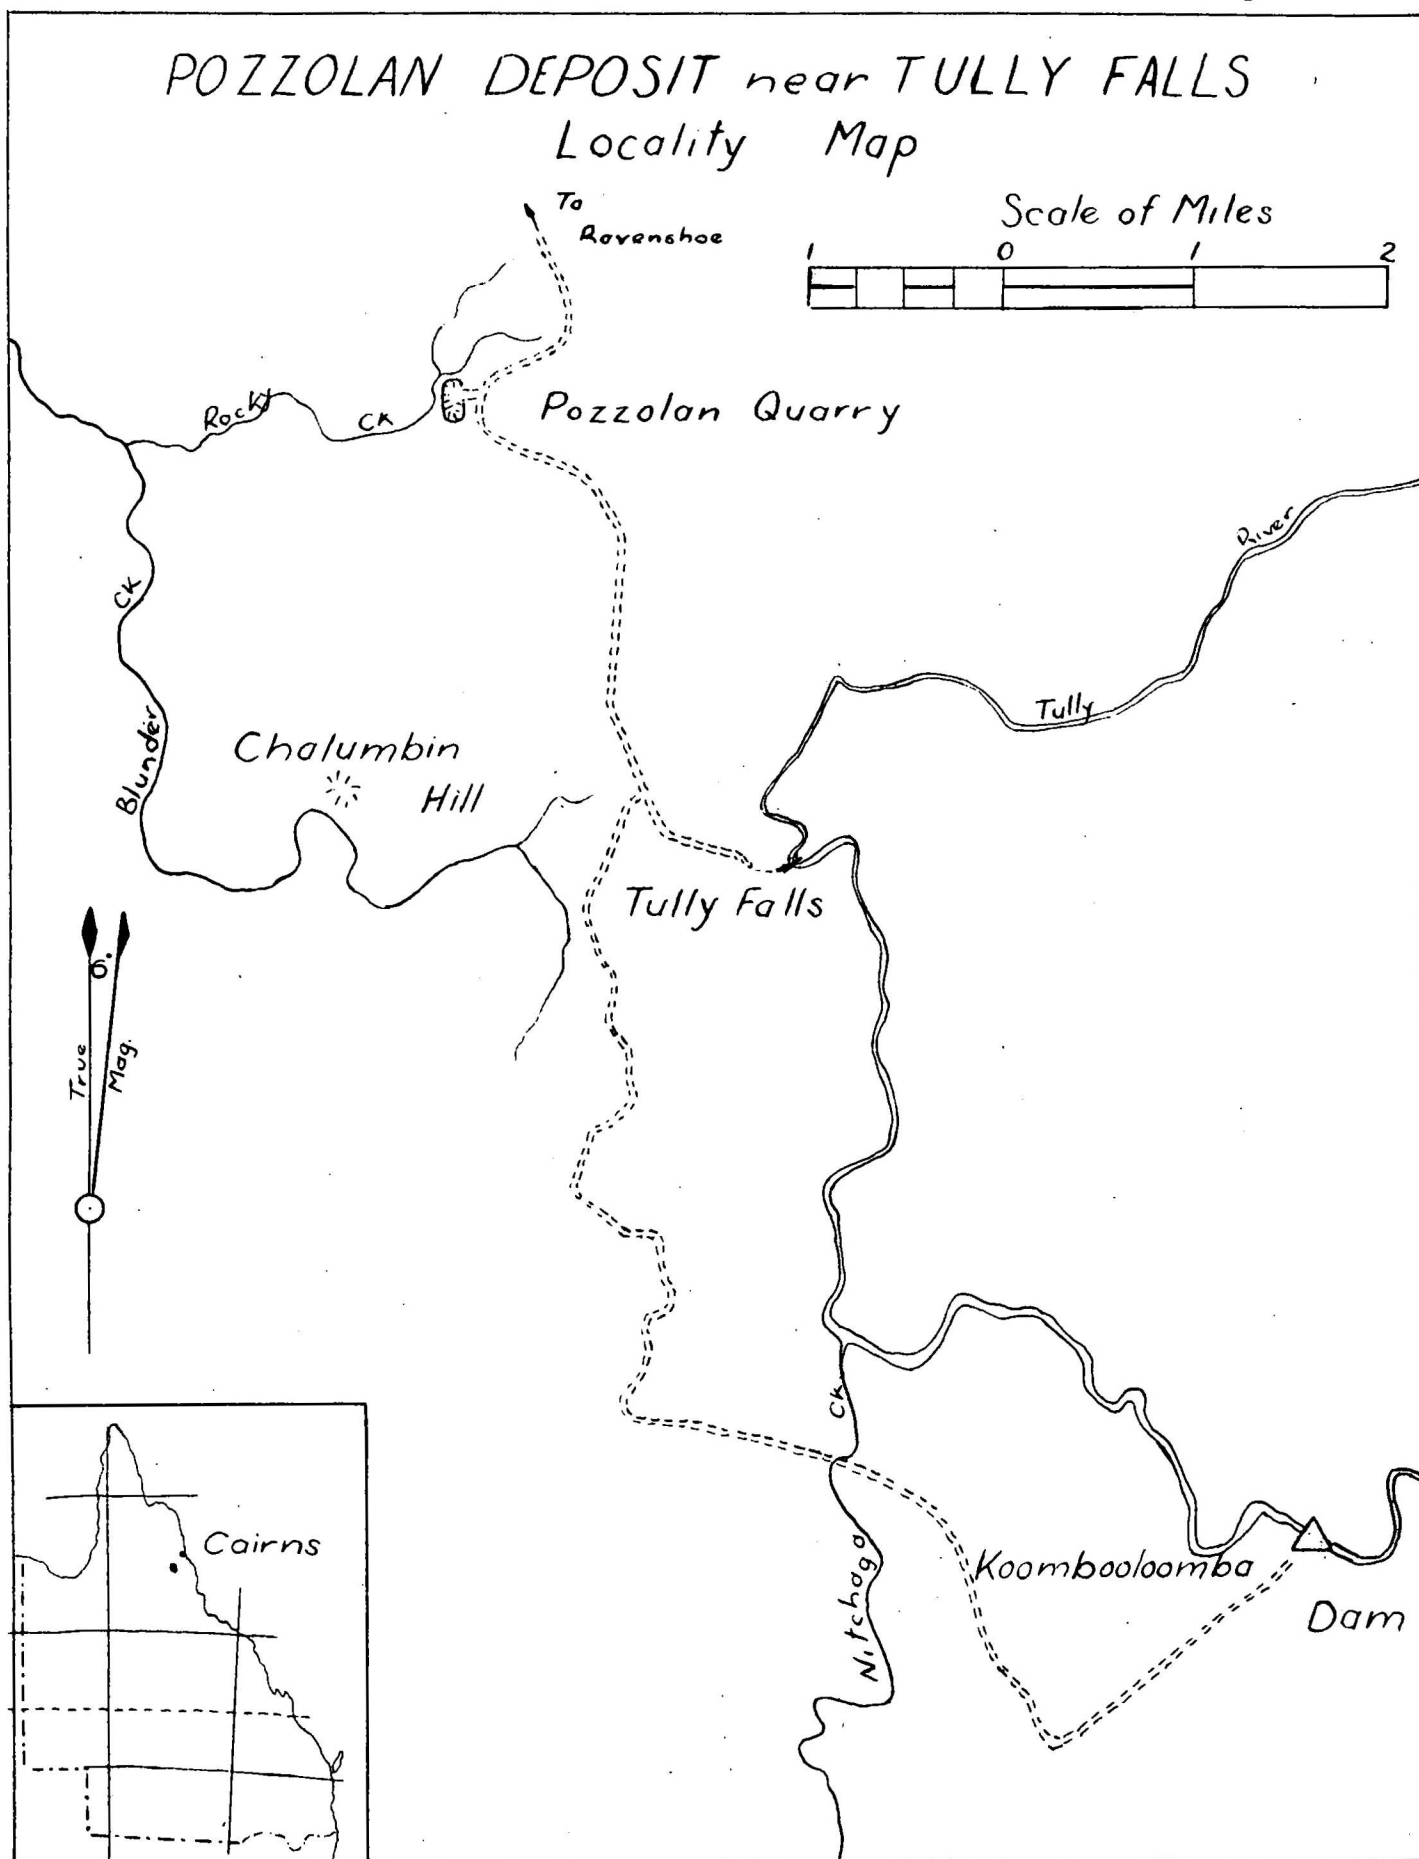 POZZOLAN DEPOSIT near TULLY FALLS
Locality Map
To
Ravenshoe
Scale of Miles
1 0 1 2
Rocky Ck
Pozzolan Quarry
River
Tully
Ck
Blunder
Chalumbin
Hill
Tully Falls
6°
True
Mag.
Ck.
Nitchaga
Koombooloomba
Dam
Cairns